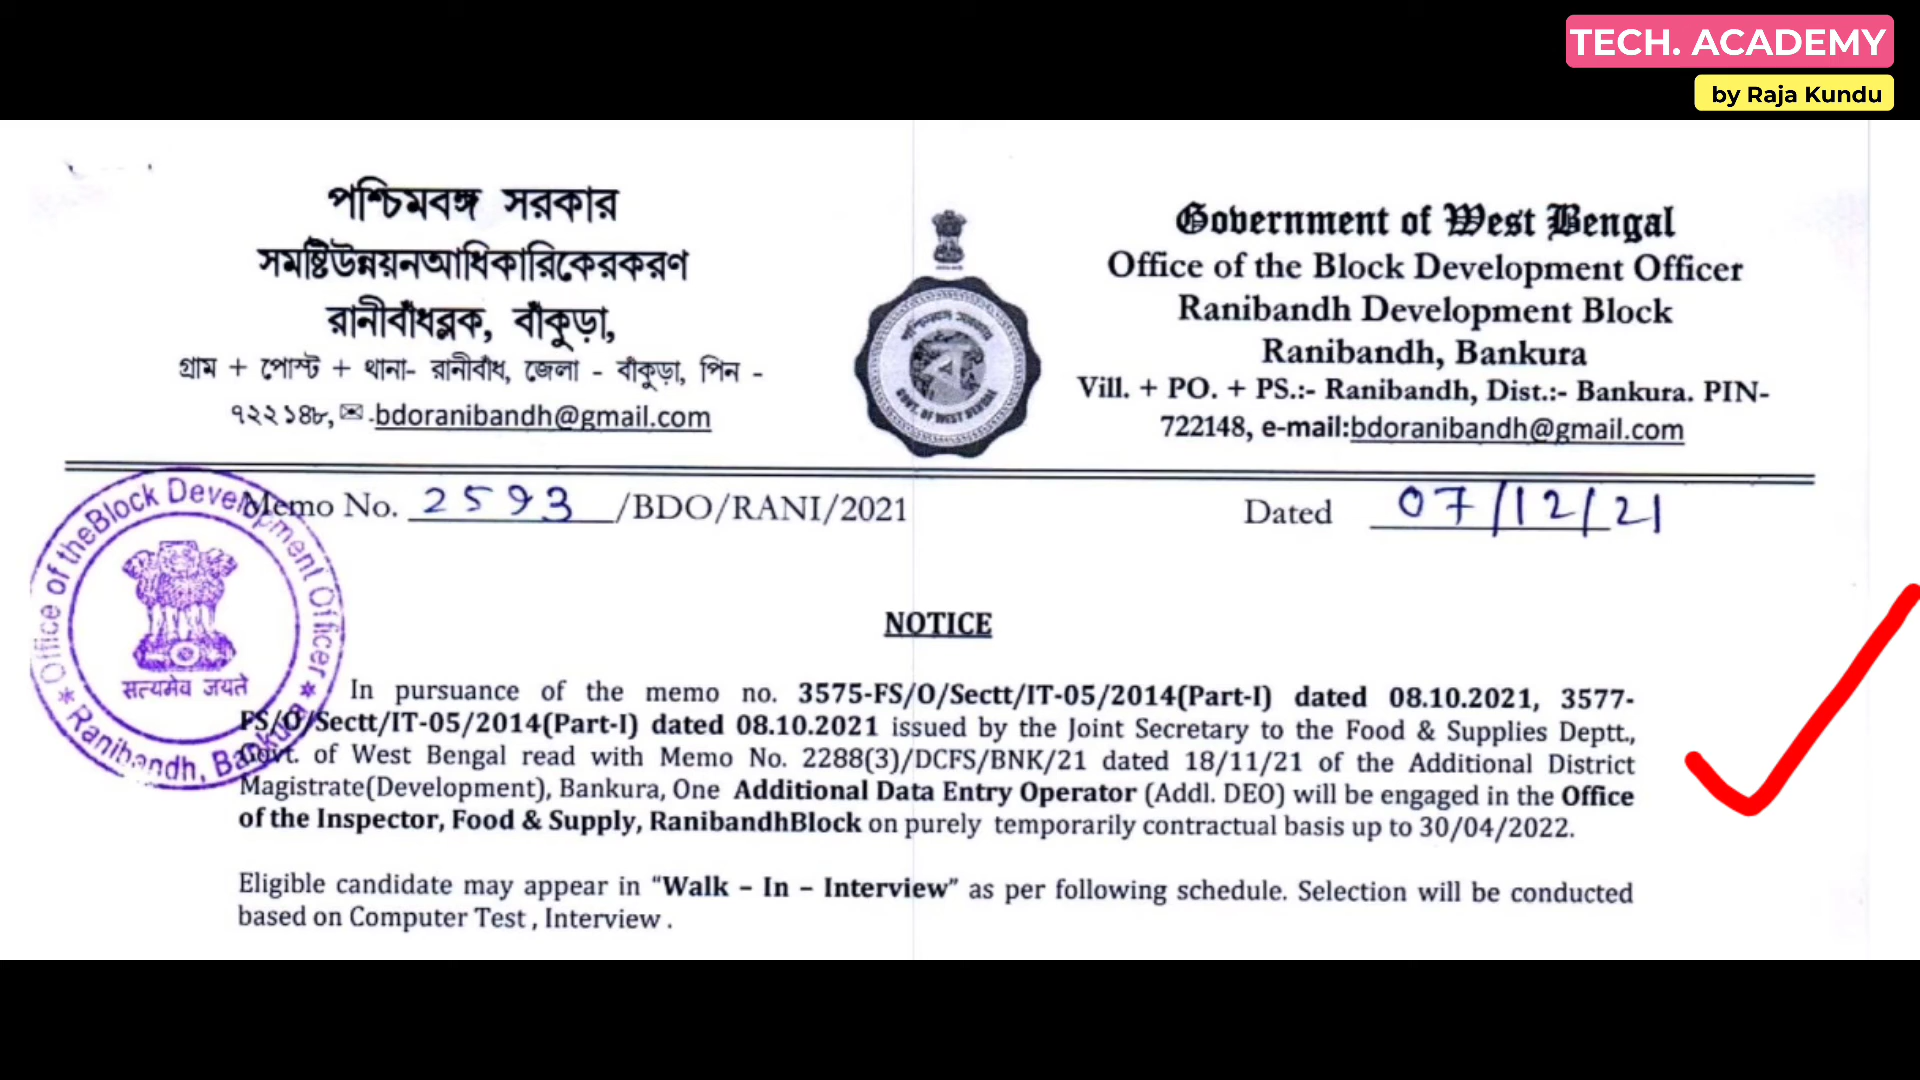 TECH. ACADEMY
by Raja Kundu
পশ্চিমবঙ্গ সরকার
সমষ্টিউন্নয়নআধিকারিকেরকরণ
রানীবাঁধব্লক, বাঁকুড়া,
গ্রাম + পোস্ট + থানা- রানীবাঁধ, জেলা - বাঁকুড়া, পিন -
৭২২১৪৮, ✉ -bdoranibandh@gmail.com
Government of West Bengal
Office of the Block Development Officer
Ranibandh Development Block
Ranibandh, Bankura
Vill. + PO. + PS.:- Ranibandh, Dist.:- Bankura. PIN-
722148, e-mail:bdoranibandh@gmail.com
GOVT. OF WEST BENGAL
Memo No. 2593 /BDO/RANI/2021
Dated 07/12/21
Office of the Block Development Officer
सत्यमेव जयते
* Ranibandh, Bankura *
NOTICE
In pursuance of the memo no. 3575-FS/O/Sectt/IT-05/2014(Part-I) dated 08.10.2021, 3577-
FS/O/Sectt/IT-05/2014(Part-I) dated 08.10.2021 issued by the Joint Secretary to the Food & Supplies Deptt.,
Govt. of West Bengal read with Memo No. 2288(3)/DCFS/BNK/21 dated 18/11/21 of the Additional District
Magistrate(Development), Bankura, One Additional Data Entry Operator (Addl. DEO) will be engaged in the Office
of the Inspector, Food & Supply, RanibandhBlock on purely temporarily contractual basis up to 30/04/2022.
Eligible candidate may appear in “Walk – In – Interview” as per following schedule. Selection will be conducted
based on Computer Test , Interview .